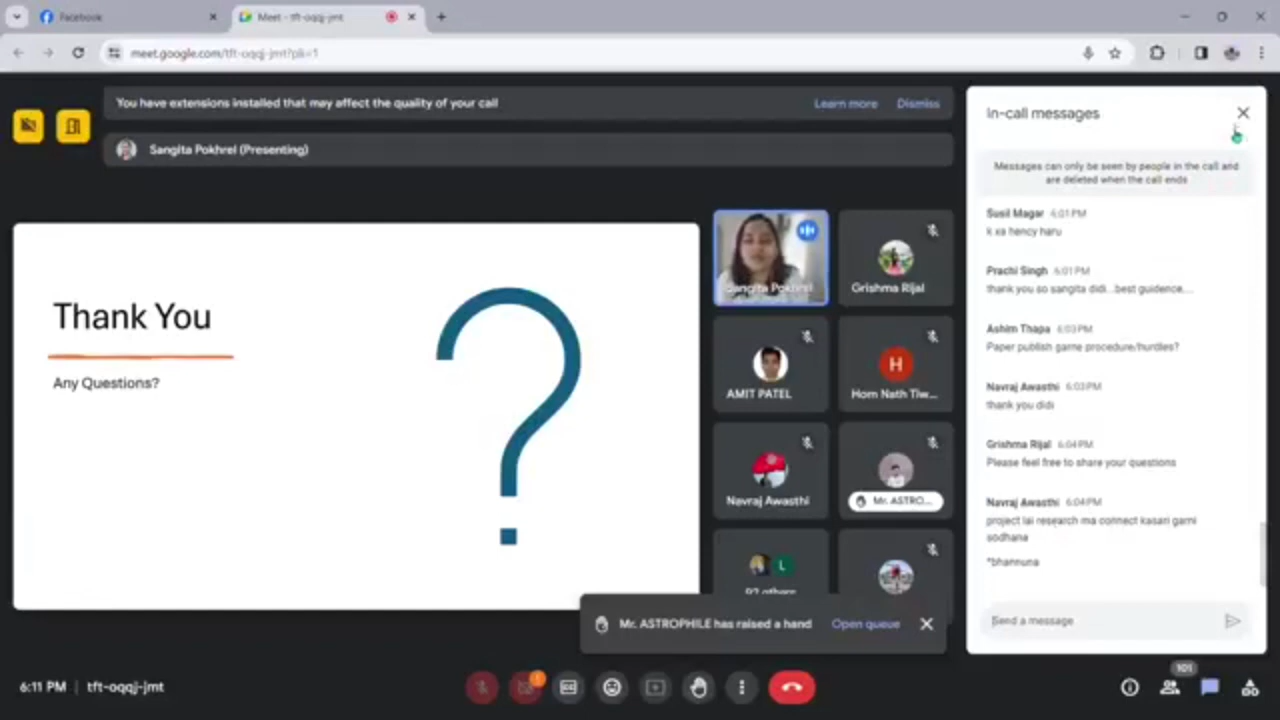 Facebook
Meet - tft-oqqj-jmt
meet.google.com/tft-oqqj-jmt?pli=1
You have extensions installed that may affect the quality of your call
Learn more
Dismiss
Sangita Pokhrel (Presenting)
Thank You
Any Questions?
Sangita Pokhrel
Grishma Rijal
AMIT PATEL
H
Hom Nath Tiw...
Navraj Awasthi
Mr. ASTRO...
L
92 others
Mr. ASTROPHILE has raised a hand
Open queue
In-call messages
Messages can only be seen by people in the call and
are deleted when the call ends
Susil Magar 6:01 PM
k xa hency haru
Prachi Singh 6:01 PM
thank you so sangita didi...best guidence....
Ashim Thapa 6:03 PM
Paper publish garne procedure/hurdles?
Navraj Awasthi 6:03 PM
thank you didi
Grishma Rijal 6:04 PM
Please feel free to share your questions
Navraj Awasthi 6:04 PM
project lai research ma connect kasari garni
sodhana
*bhannuna
Send a message
6:11 PM | tft-oqqj-jmt
101